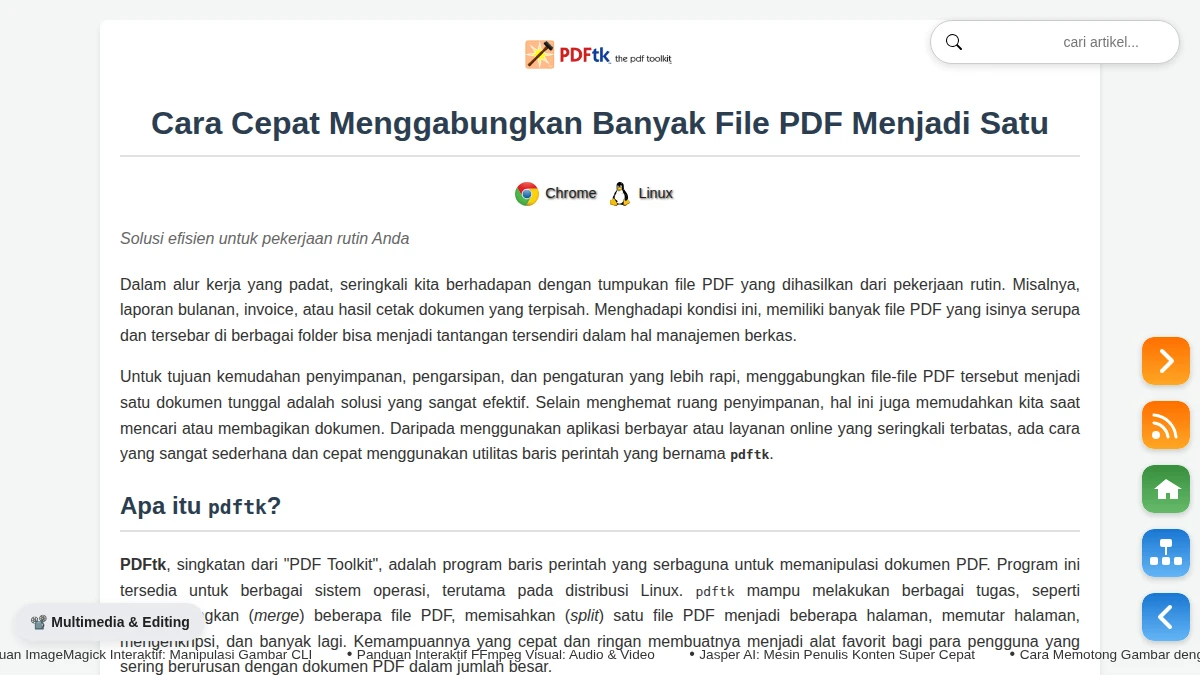 PDFtk the pdf toolkit
cari artikel...
Cara Cepat Menggabungkan Banyak File PDF Menjadi Satu
Chrome Linux
Solusi efisien untuk pekerjaan rutin Anda
Dalam alur kerja yang padat, seringkali kita berhadapan dengan tumpukan file PDF yang dihasilkan dari pekerjaan rutin. Misalnya,
laporan bulanan, invoice, atau hasil cetak dokumen yang terpisah. Menghadapi kondisi ini, memiliki banyak file PDF yang isinya serupa
dan tersebar di berbagai folder bisa menjadi tantangan tersendiri dalam hal manajemen berkas.
Untuk tujuan kemudahan penyimpanan, pengarsipan, dan pengaturan yang lebih rapi, menggabungkan file-file PDF tersebut menjadi
satu dokumen tunggal adalah solusi yang sangat efektif. Selain menghemat ruang penyimpanan, hal ini juga memudahkan kita saat
mencari atau membagikan dokumen. Daripada menggunakan aplikasi berbayar atau layanan online yang seringkali terbatas, ada cara
yang sangat sederhana dan cepat menggunakan utilitas baris perintah yang bernama pdftk.
Apa itu pdftk?
PDFtk, singkatan dari "PDF Toolkit", adalah program baris perintah yang serbaguna untuk memanipulasi dokumen PDF. Program ini
tersedia untuk berbagai sistem operasi, terutama pada distribusi Linux. pdftk mampu melakukan berbagai tugas, seperti
gkan (merge) beberapa file PDF, memisahkan (split) satu file PDF menjadi beberapa halaman, memutar halaman,
Multimedia & Editing
mengenkripsi, dan banyak lagi. Kemampuannya yang cepat dan ringan membuatnya menjadi alat favorit bagi para pengguna yang
uan ImageMagick Interaktif: Manipulasi Gambar CLI • Panduan Interaktif FFmpeg Visual: Audio & Video • Jasper AI: Mesin Penulis Konten Super Cepat • Cara Memotong Gambar deng
sering berurusan dengan dokumen PDF dalam jumlah besar.